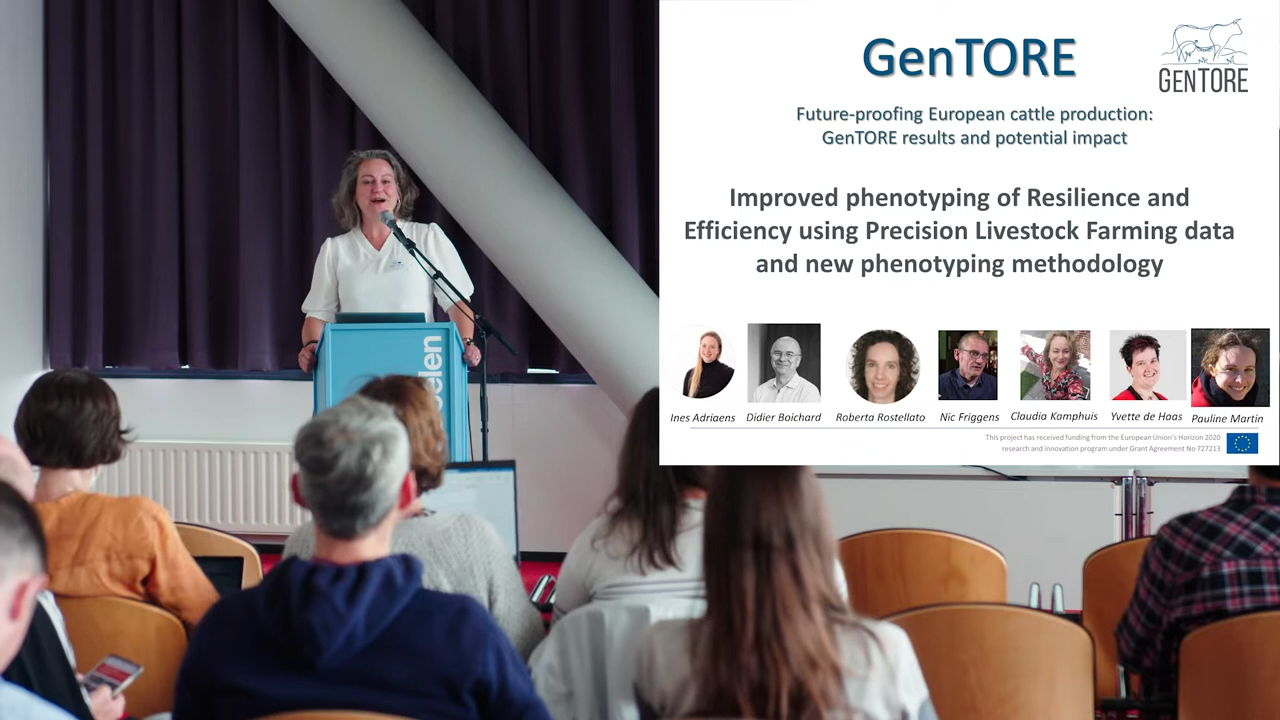 GenTORE
GENTORE
Future-proofing European cattle production:
GenTORE results and potential impact
Improved phenotyping of Resilience and
Efficiency using Precision Livestock Farming data
and new phenotyping methodology
Ines Adriaens
Didier Boichard
Roberta Rostellato
Nic Friggens
Claudia Kamphuis
Yvette de Haas
Pauline Martin
This project has received funding from the European Union's Horizon 2020
research and innovation program under Grant Agreement No 727213
elen